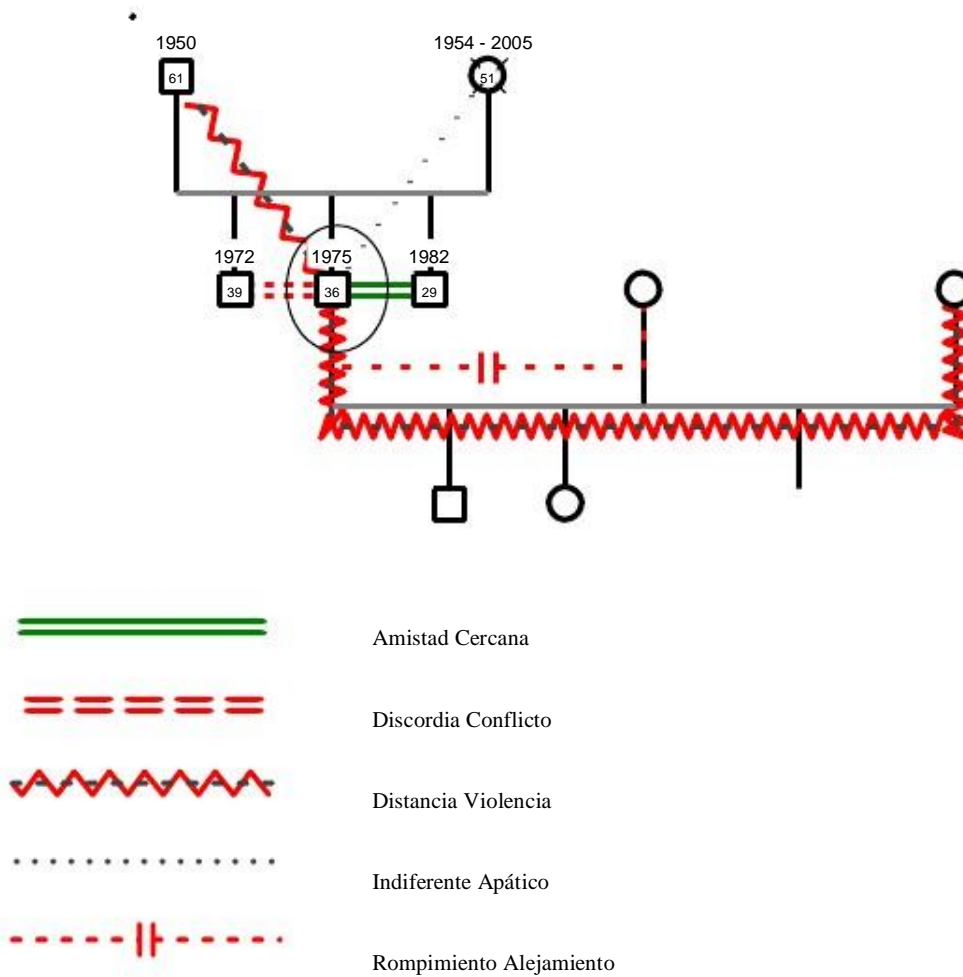 1950
1954 - 2005
61
51
1972
1975
1982
39
36
29
Amistad Cercana
Discordia Conflicto
Distancia Violencia
Indiferente Apático
Rompimiento Alejamiento